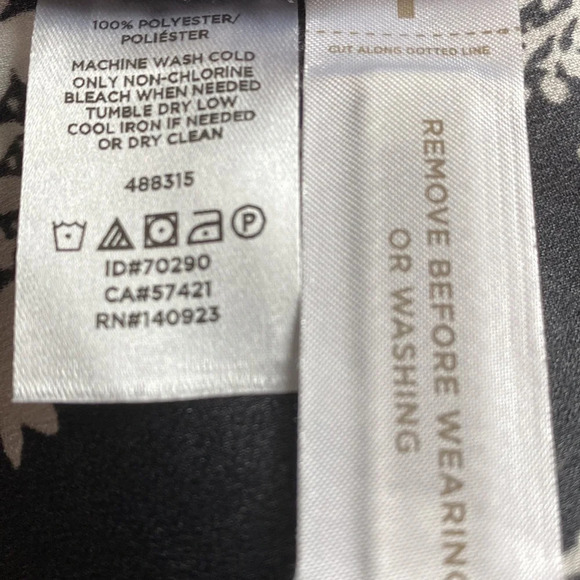 100% POLYESTER/
POLIÉSTER
MACHINE WASH COLD
ONLY NON-CHLORINE
BLEACH WHEN NEEDED
TUMBLE DRY LOW
COOL IRON IF NEEDED
OR DRY CLEAN
488315
P
ID#70290
CA#57421
RN#140923
CUT ALONG DOTTED LINE
REMOVE BEFORE WEARING
OR WASHING